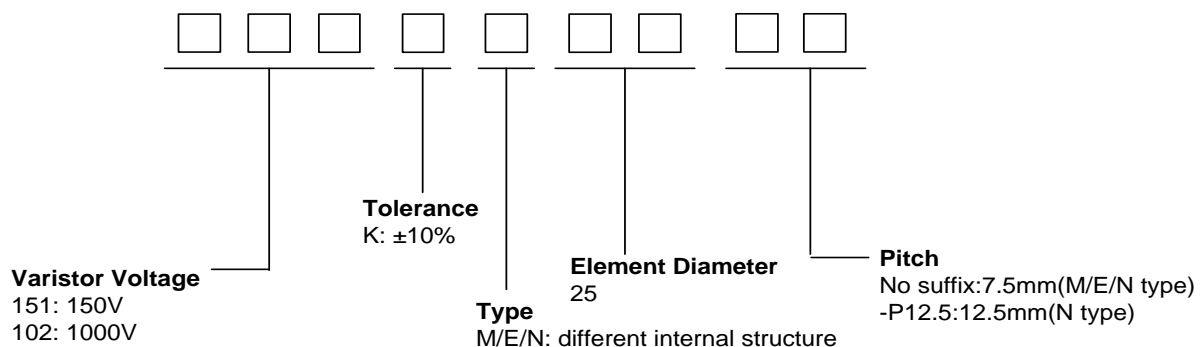 Tolerance
K: ±10%
Varistor Voltage
151: 150V
102: 1000V
Type
M/E/N: different internal structure
Element Diameter
25
Pitch
No suffix:7.5mm(M/E/N type)
-P12.5:12.5mm(N type)